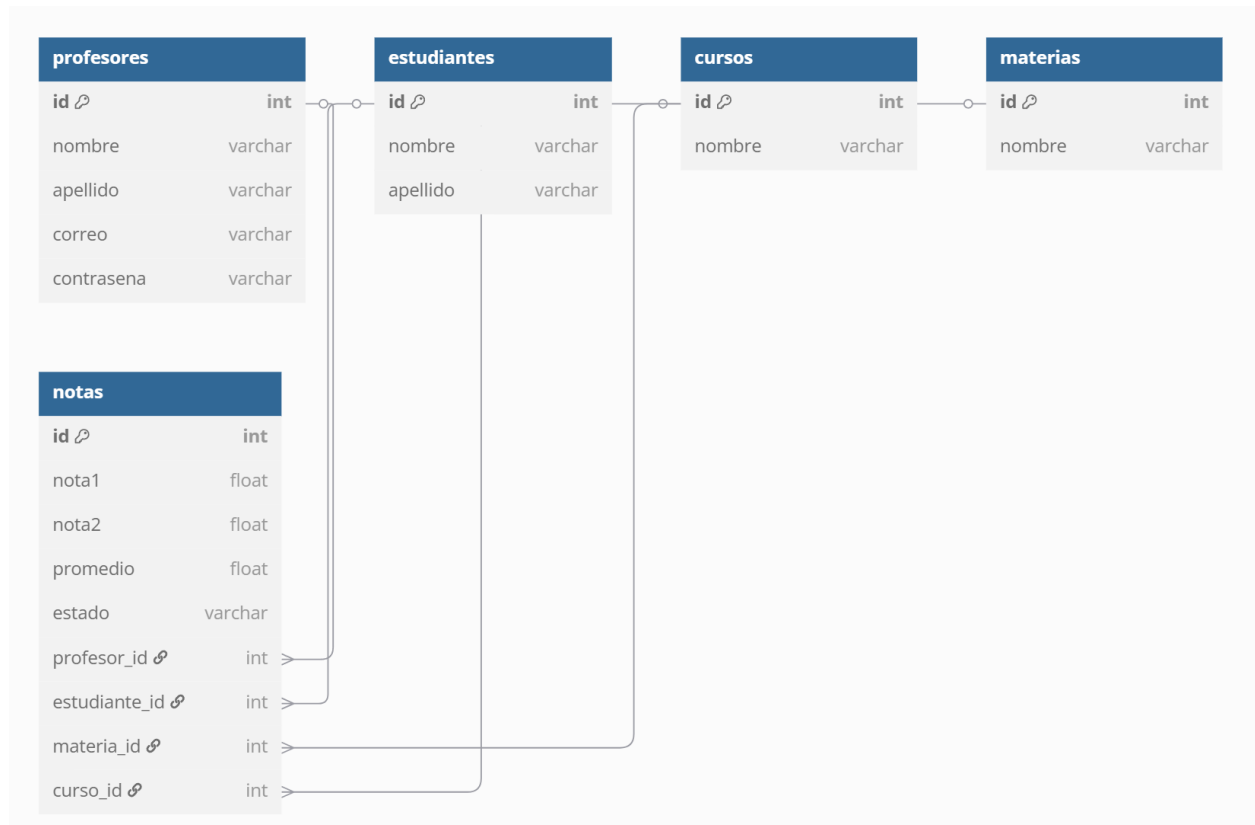 profesores
id int
nombre varchar
apellido varchar
correo varchar
contrasena varchar
estudiantes
id int
nombre varchar
apellido varchar
cursos
id int
nombre varchar
materias
id int
nombre varchar
notas
id int
nota1 float
nota2 float
promedio float
estado varchar
profesor_id int
estudiante_id int
materia_id int
curso_id int